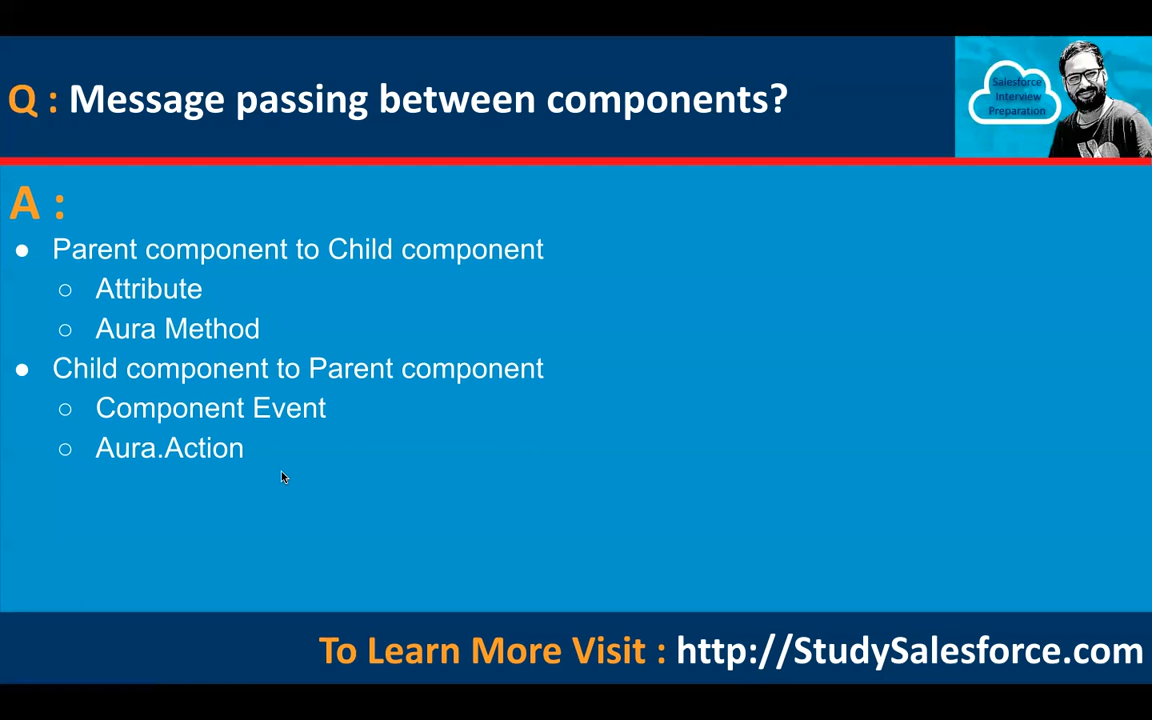 Q : Message passing between components?
Salesforce
Interview
Preparation
A :
● Parent component to Child component
○ Attribute
○ Aura Method
● Child component to Parent component
○ Component Event
○ Aura.Action
To Learn More Visit : http://StudySalesforce.com